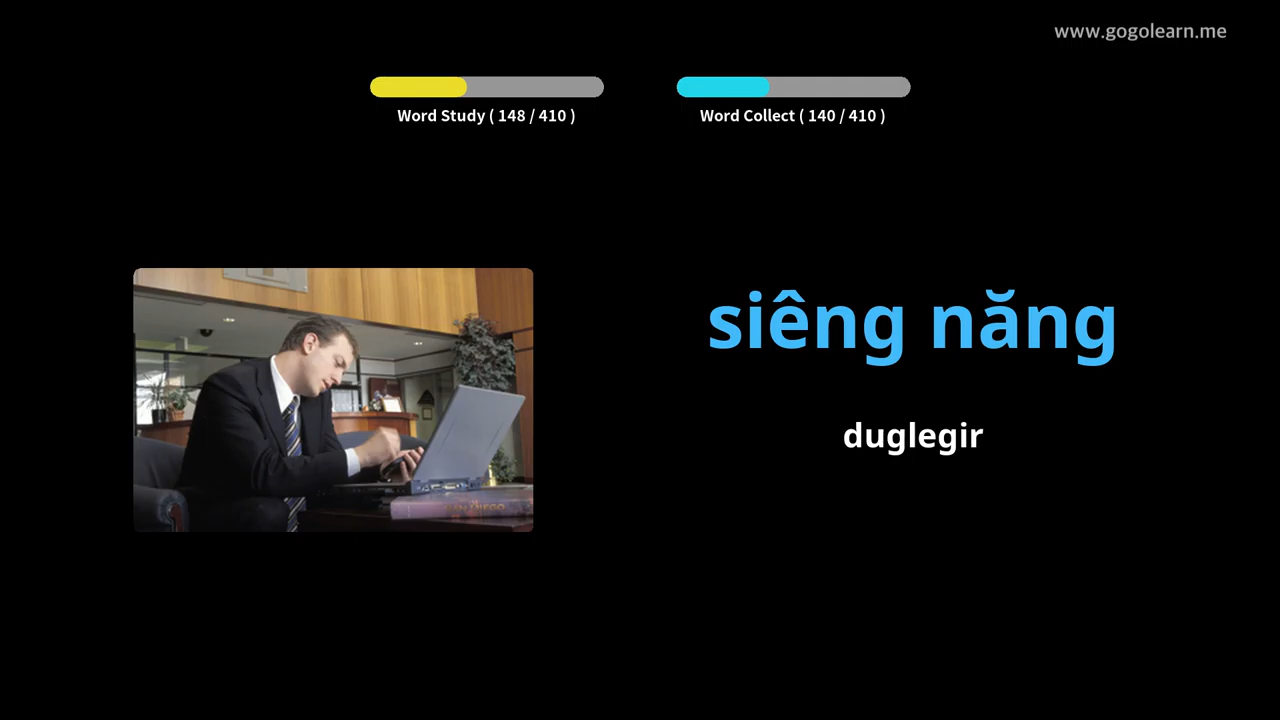 www.gogolearn.me
Word Study ( 148 / 410 )
Word Collect ( 140 / 410 )
siêng năng
duglegir